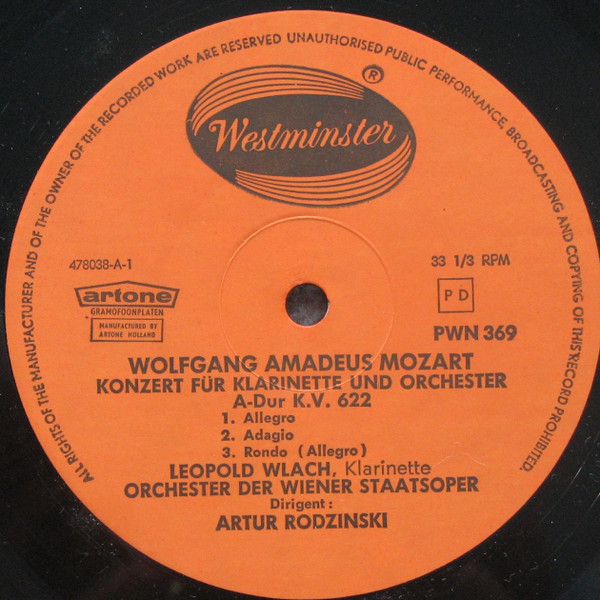 ALL RIGHTS OF THE MANUFACTURER AND OF THE OWNER OF THE RECORDED WORK ARE RESERVED UNAUTHORISED PUBLIC PERFORMANCE, BROADCASTING AND COPYING OF THIS RECORD PROHIBITED.
®
Westminster
478038-A-1
33 1/3 RPM
artone
GRAMOFOONPLATEN
MANUFACTURED BY
ARTONE HOLLAND
P D
PWN 369
WOLFGANG AMADEUS MOZART
KONZERT FÜR KLARINETTE UND ORCHESTER
A-Dur K.V. 622
1. Allegro
2. Adagio
3. Rondo (Allegro)
LEOPOLD WLACH, Klarinette
ORCHESTER DER WIENER STAATSOPER
Dirigent:
ARTUR RODZINSKI